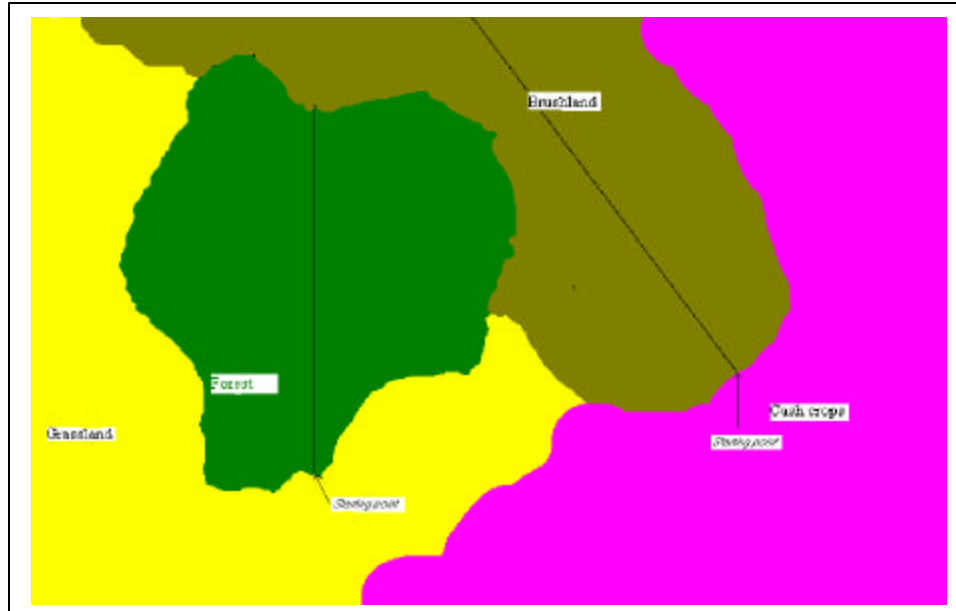 Brushland
Forest
Cash crops
Grassland
Starting point
Starting point